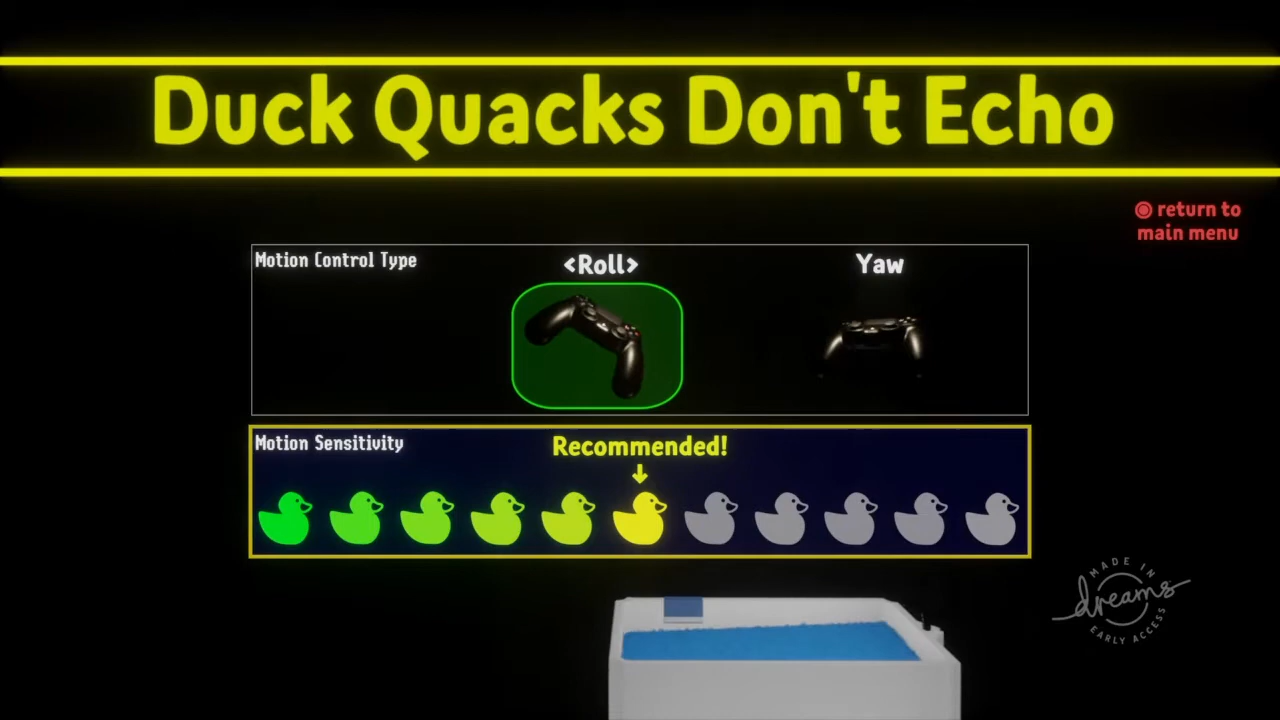 Duck Quacks Don't Echo
return to
main menu
Motion Control Type
<Roll>
Yaw
Motion Sensitivity
Recommended!
MADE IN
dreams
EARLY ACCESS